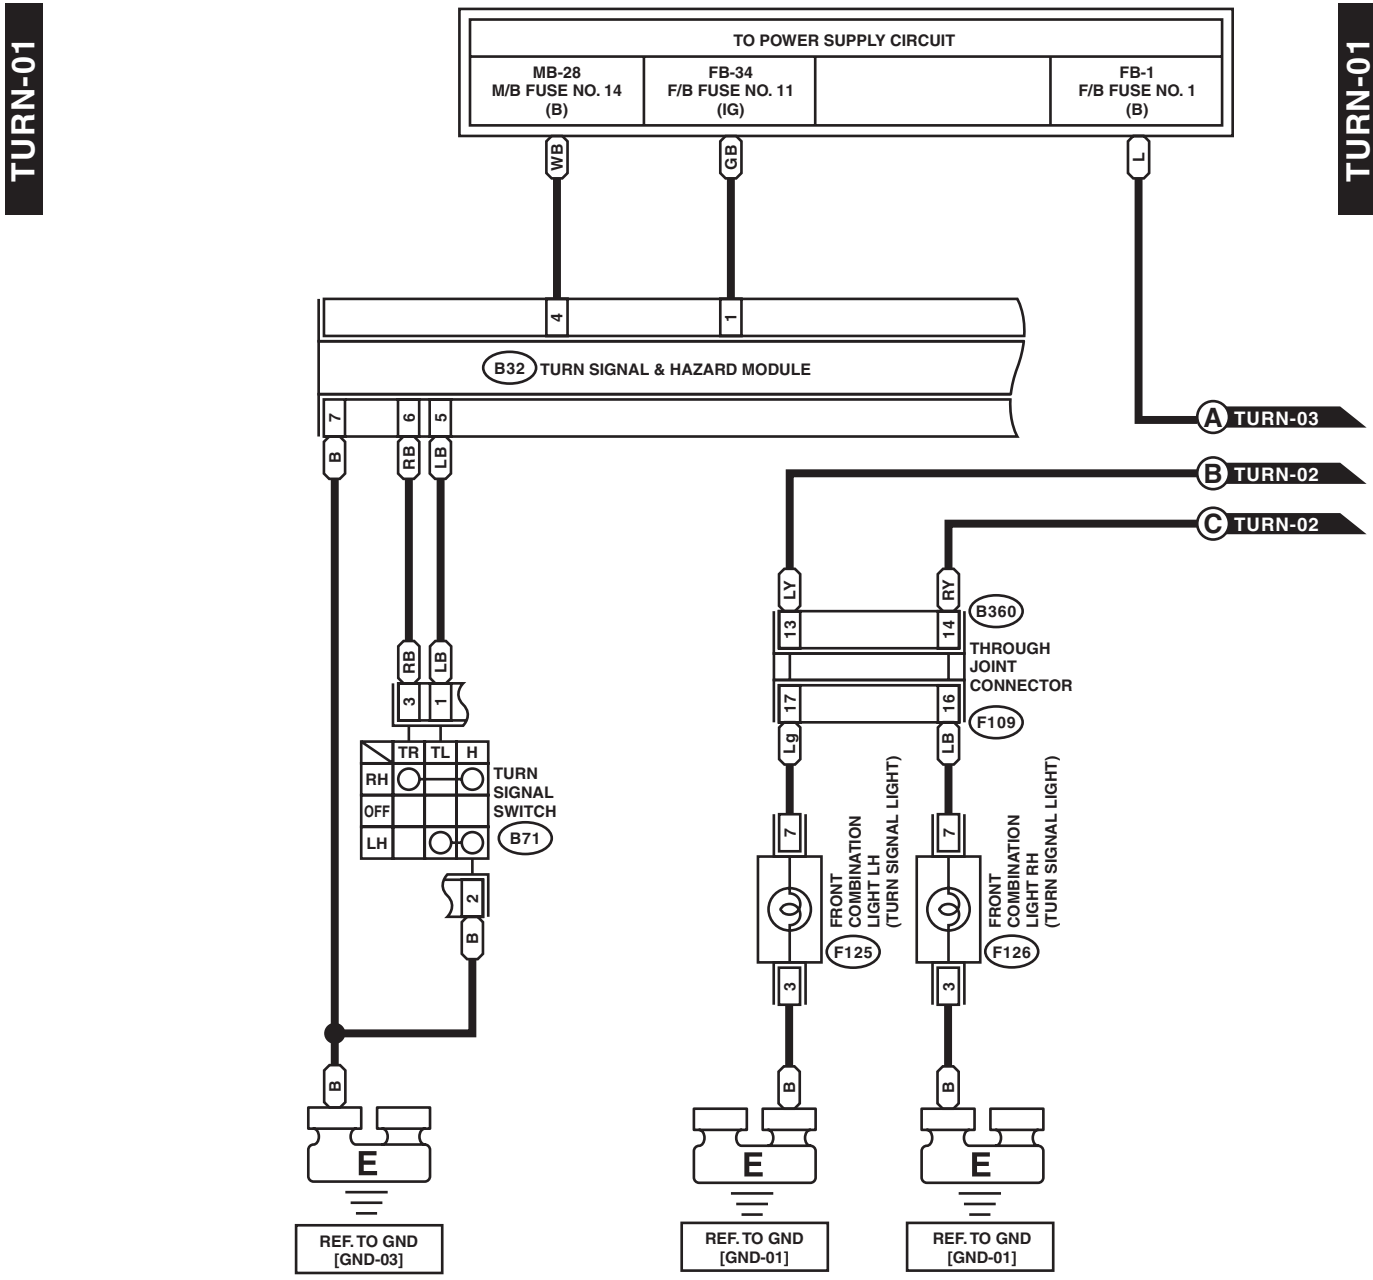 TURN-01
TURN-01
TO POWER SUPPLY CIRCUIT
MB-28
M/B FUSE NO. 14
(B)
FB-34
F/B FUSE NO. 11
(IG)
FB-1
F/B FUSE NO. 1
(B)
WB
GB
L
4
1
B32 TURN SIGNAL & HAZARD MODULE
7
6
5
B
RB
LB
A TURN-03
B TURN-02
C TURN-02
LY
RY
B360
13
14
THROUGH
JOINT
CONNECTOR
17
16
F109
Lg
LB
RB
LB
3
1
TR
TL
H
RH
OFF
LH
TURN
SIGNAL
SWITCH
B71
2
B
7
FRONT
COMBINATION
LIGHT LH
(TURN SIGNAL LIGHT)
F125
3
7
FRONT
COMBINATION
LIGHT RH
(TURN SIGNAL LIGHT)
F126
3
B
B
B
E
E
E
REF. TO GND
[GND-03]
REF. TO GND
[GND-01]
REF. TO GND
[GND-01]